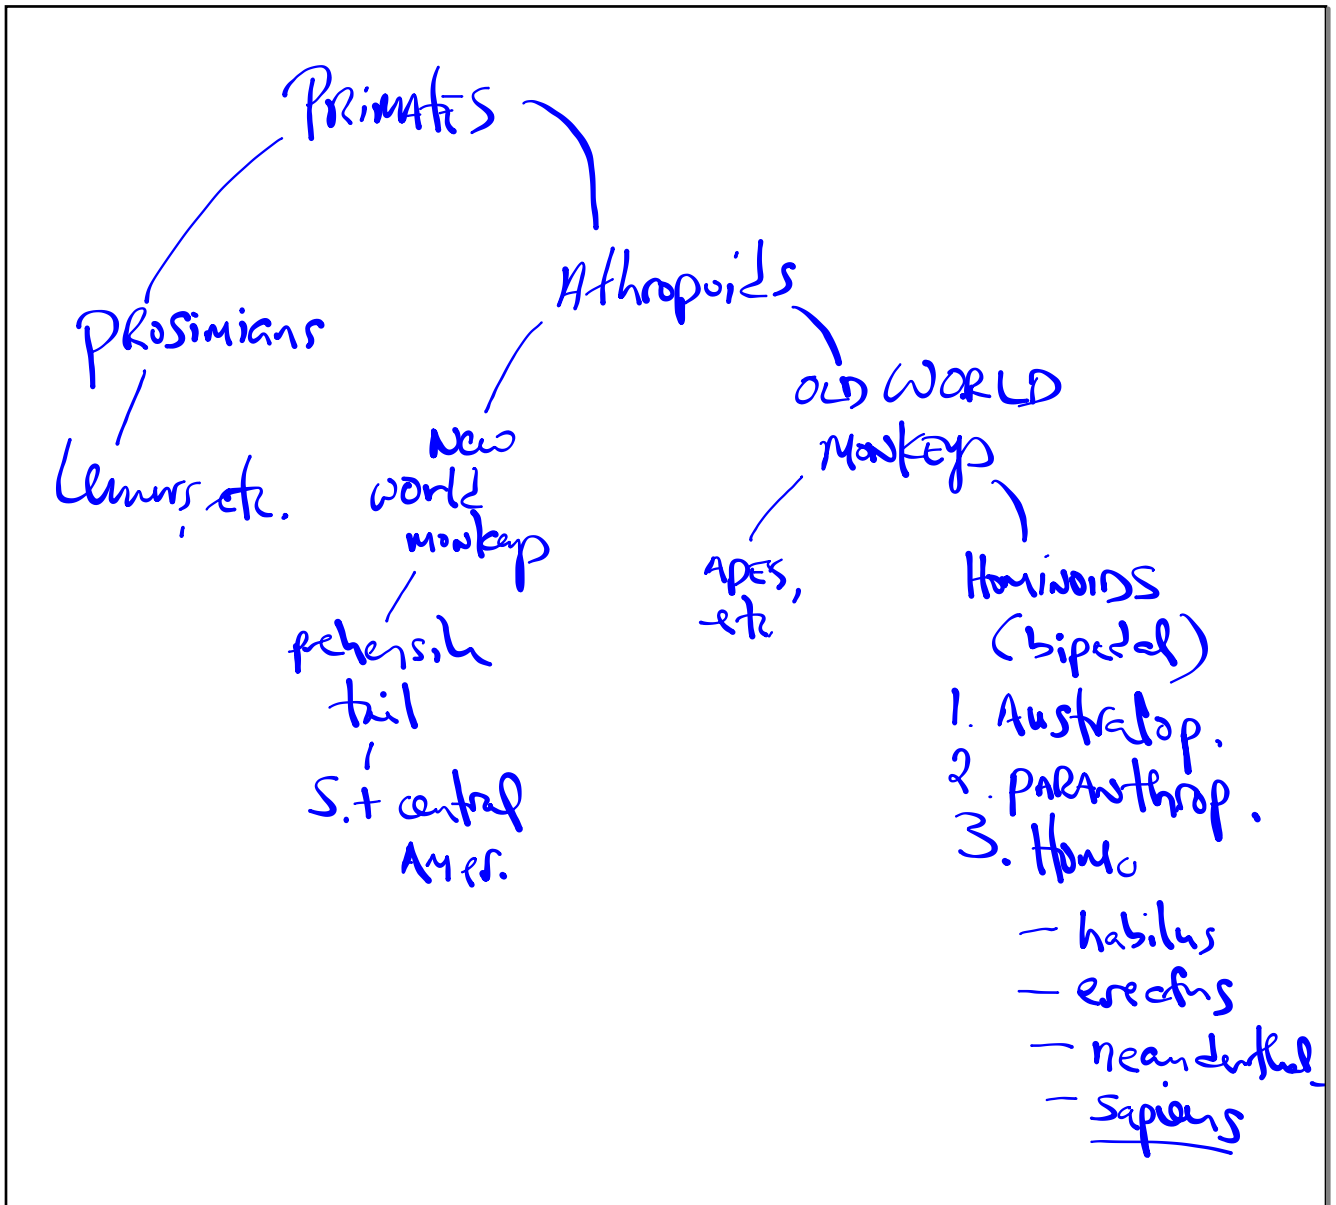 PRIMATES
Athropoids
PROSIMIANS
OLD WORLD
MONKEYS
New
world
monkeys
Lemurs, etc.
APES,
etc
HOMINOIDS
(bipedal)
pehensile
tail
1. Australop.
2. PARANthrop.
S. + central
Amer.
3. Homo
- habilus
- erectus
- neanderthal
- sapiens